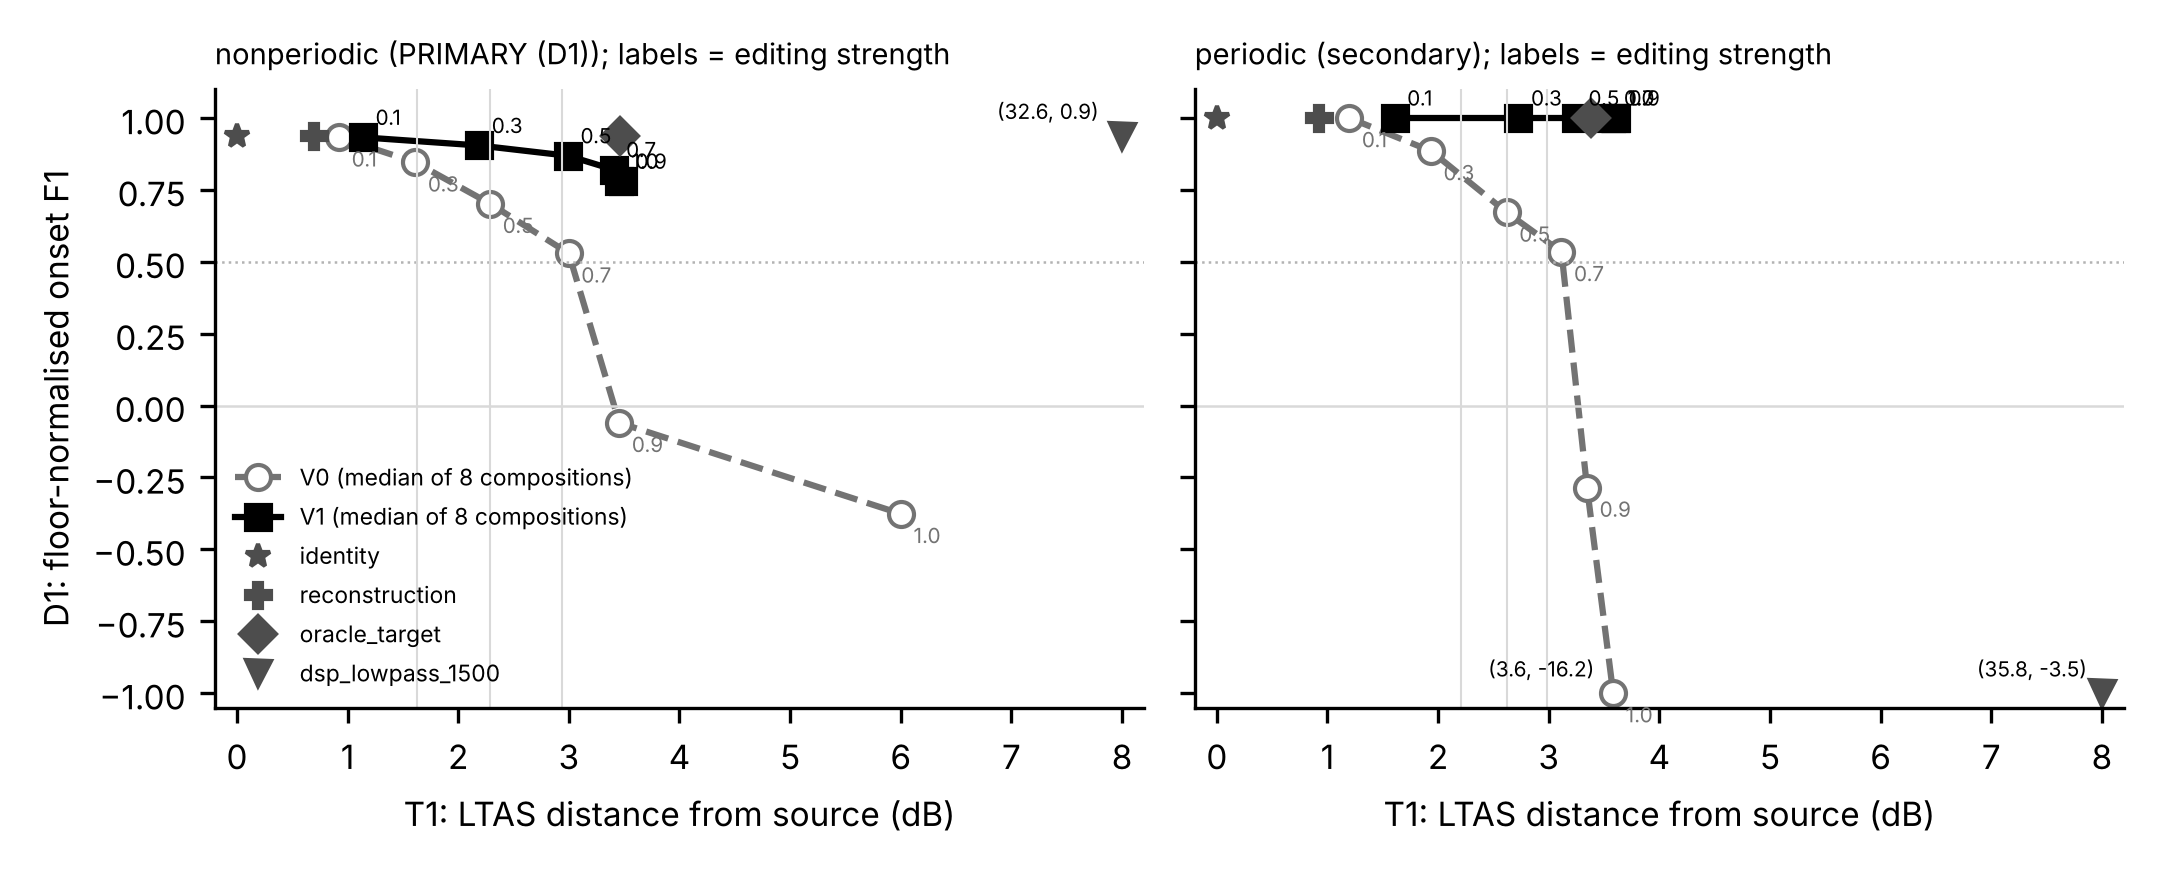 nonperiodic (PRIMARY (D1)); labels = editing strength
D1: floor-normalised onset F1
1.00
0.75
0.50
0.25
0.00
−0.25
−0.50
−0.75
−1.00
0.1
0.3
0.5
0.7
0.9
(32.6, 0.9)
0.1
0.3
0.5
0.7
0.9
1.0
V0 (median of 8 compositions)
V1 (median of 8 compositions)
identity
reconstruction
oracle_target
dsp_lowpass_1500
0 1 2 3 4 5 6 7 8
T1: LTAS distance from source (dB)
periodic (secondary); labels = editing strength
0.1
0.3
0.5
0.9
0.1
0.3
0.5
0.7
0.9
(3.6, -16.2)
1.0
(35.8, -3.5)
0 1 2 3 4 5 6 7 8
T1: LTAS distance from source (dB)